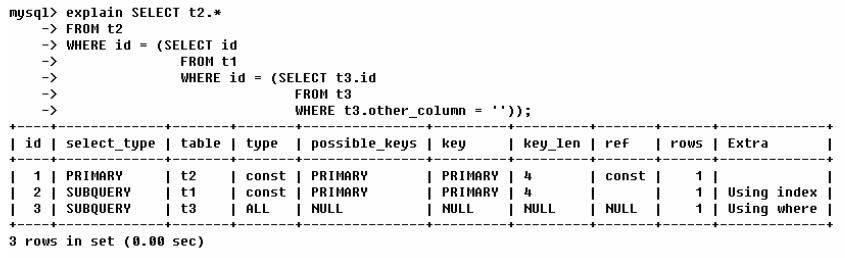 mysql> explain SELECT t2.*
    -> FROM t2
    -> WHERE id = (SELECT id
    ->             FROM t1
    ->             WHERE id = (SELECT t3.id
    ->                         FROM t3
    ->                         WHERE t3.other_column = ''));
+----+-------------+-------+-------+---------------+---------+---------+-------+------+-------------+
| id | select_type | table | type  | possible_keys | key     | key_len | ref   | rows | Extra       |
+----+-------------+-------+-------+---------------+---------+---------+-------+------+-------------+
|  1 | PRIMARY     | t2    | const | PRIMARY       | PRIMARY | 4       | const |    1 |             |
|  2 | SUBQUERY    | t1    | const | PRIMARY       | PRIMARY | 4       |       |    1 | Using index |
|  3 | SUBQUERY    | t3    | ALL   | NULL          | NULL    | NULL    | NULL  |    1 | Using where |
+----+-------------+-------+-------+---------------+---------+---------+-------+------+-------------+
3 rows in set (0.00 sec)